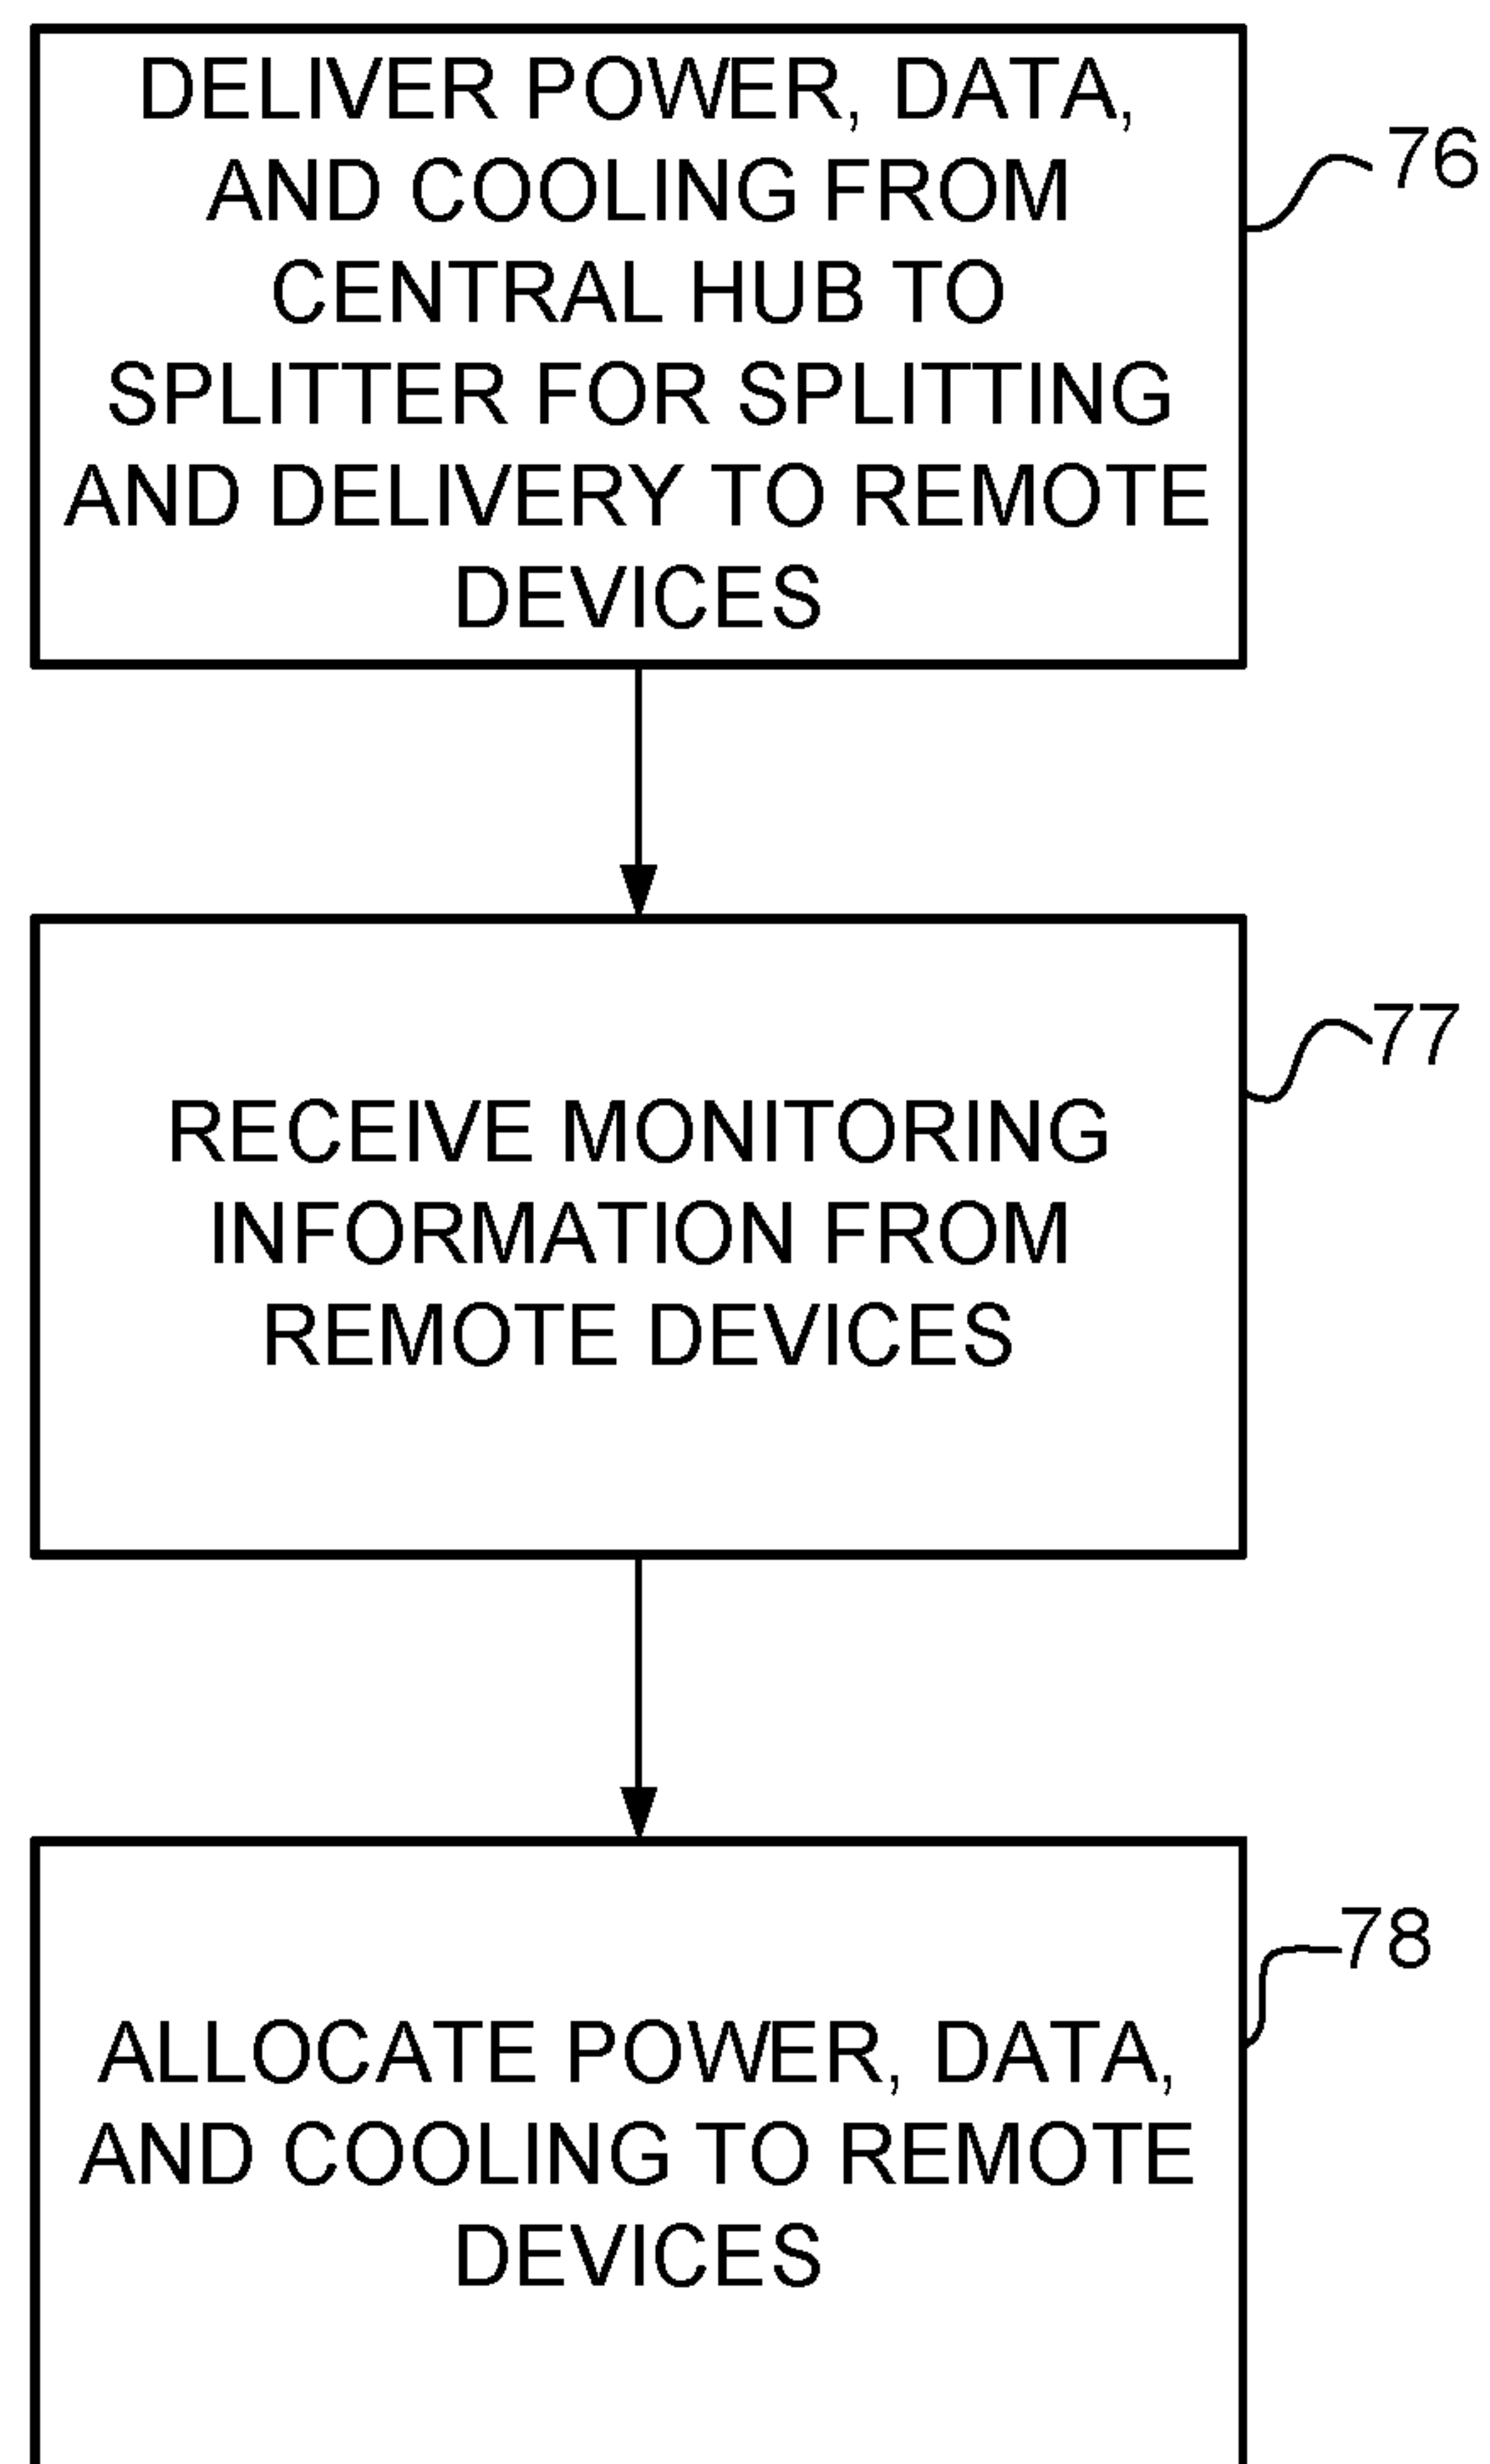 DELIVER POWER, DATA,
AND COOLING FROM
CENTRAL HUB TO
SPLITTER FOR SPLITTING
AND DELIVERY TO REMOTE
DEVICES
76
RECEIVE MONITORING
INFORMATION FROM
REMOTE DEVICES
77
ALLOCATE POWER, DATA,
AND COOLING TO REMOTE
DEVICES
78